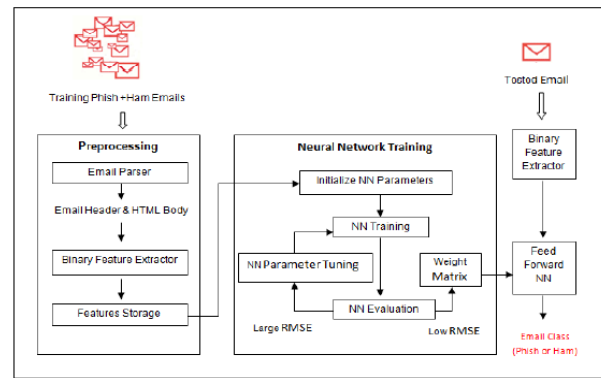 Training Phish +Ham Emails
Preprocessing
Email Parser
Email Header & HTML Body
Binary Feature Extractor
Features Storage
Neural Network Training
Initialize NN Parameters
NN Training
NN Parameter Tuning
NN Evaluation
Large RMSE
Low RMSE
Weight
Matrix
Tosted Email
Binary
Feature
Extractor
Feed
Forward
NN
Email Class
(Phish or Ham)